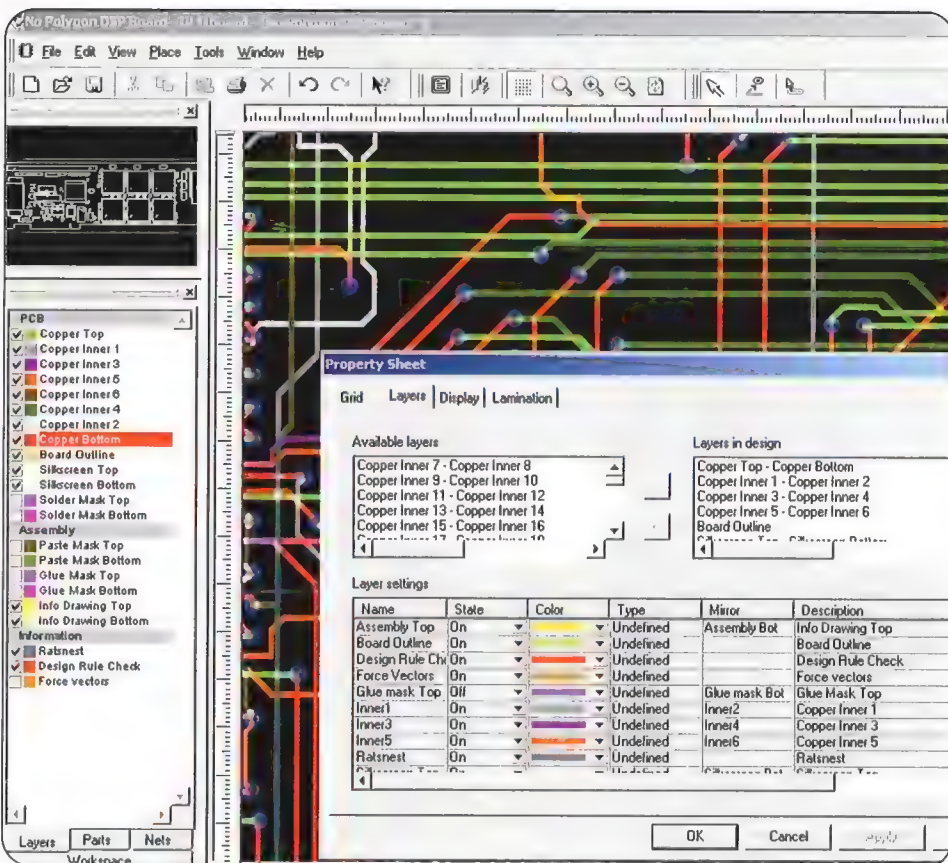 No Polygon DSP Board
File Edit View Place Tools Window Help
PCB
Copper Top
Copper Inner 1
Copper Inner 3
Copper Inner 5
Copper Inner 6
Copper Inner 4
Copper Inner 2
Copper Bottom
Board Outline
Silkscreen Top
Silkscreen Bottom
Solder Mask Top
Solder Mask Bottom
Assembly
Paste Mask Top
Paste Mask Bottom
Glue Mask Top
Glue Mask Bottom
Info Drawing Top
Info Drawing Bottom
Information
Ratsnest
Design Rule Check
Force vectors
Layers Parts Nets
Workspace
Property Sheet
Grid Layers Display Lamination
Available layers
Copper Inner 7 - Copper Inner 8
Copper Inner 9 - Copper Inner 10
Copper Inner 11 - Copper Inner 12
Copper Inner 13 - Copper Inner 14
Copper Inner 15 - Copper Inner 16
Layers in design
Copper Top - Copper Bottom
Copper Inner 1 - Copper Inner 2
Copper Inner 3 - Copper Inner 4
Copper Inner 5 - Copper Inner 6
Board Outline
Layer settings
Name State Color Type Mirror Description
Assembly Top On Undefined Assembly Bot Info Drawing Top
Board Outline On Undefined Board Outline
Design Rule Ch On Undefined Design Rule Check
Force Vectors On Undefined Force vectors
Glue mask Top Off Undefined Glue mask Bot Glue Mask Top
Inner1 On Undefined Inner2 Copper Inner 1
Inner3 On Undefined Inner4 Copper Inner 3
Inner5 On Undefined Inner6 Copper Inner 5
Ratsnest On Undefined Ratsnest
OK Cancel Apply